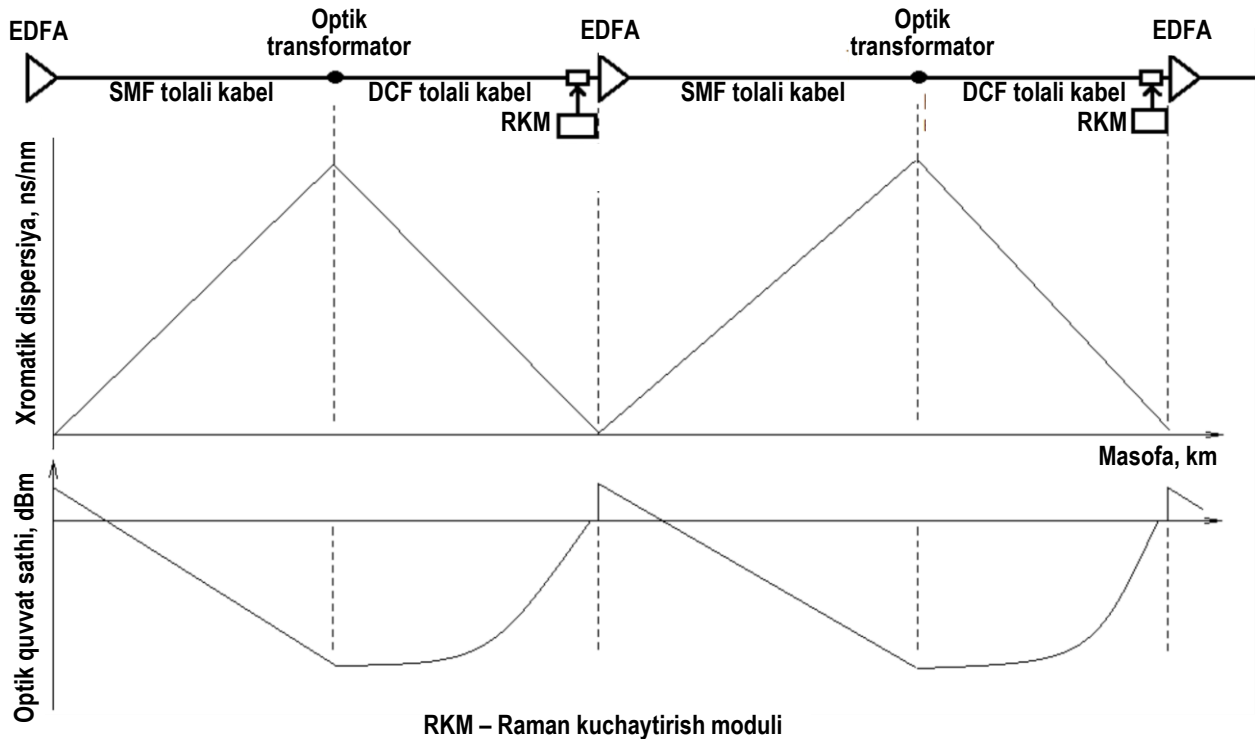 EDFA
Optik
transformator
EDFA
Optik
transformator
EDFA
SMF tolali kabel
DCF tolali kabel
SMF tolali kabel
DCF tolali kabel
RKM
RKM
Xromatik dispersiya, ns/nm
Masofa, km
Optik quvvat sathi, dBm
RKM – Raman kuchaytirish moduli